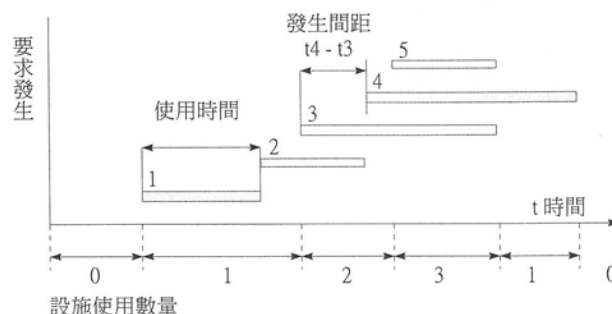 要求發生
發生間距
t4 - t3
使用時間
1
2
3
4
5
t 時間
0 1 2 3 1 0
設施使用數量